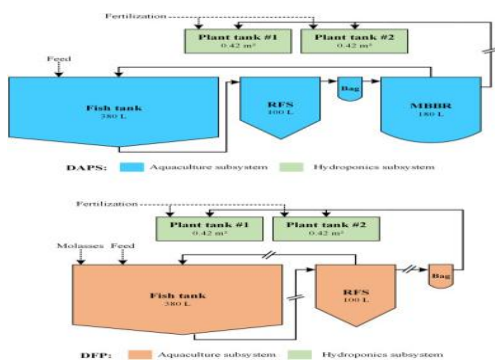 Fertilization
Plant tank #1
0.42 m²
Plant tank #2
0.42 m²
Feed
Fish tank
380 L
RFS
100 L
Bag
MBBR
180 L
DAPS:
Aquaculture subsystem
Hydroponics subsystem
Fertilization
Plant tank #1
0.42 m²
Plant tank #2
0.42 m²
Molasses
Feed
Fish tank
380 L
RFS
100 L
Bag
DFP:
Aquaculture subsystem
Hydroponics subsystem